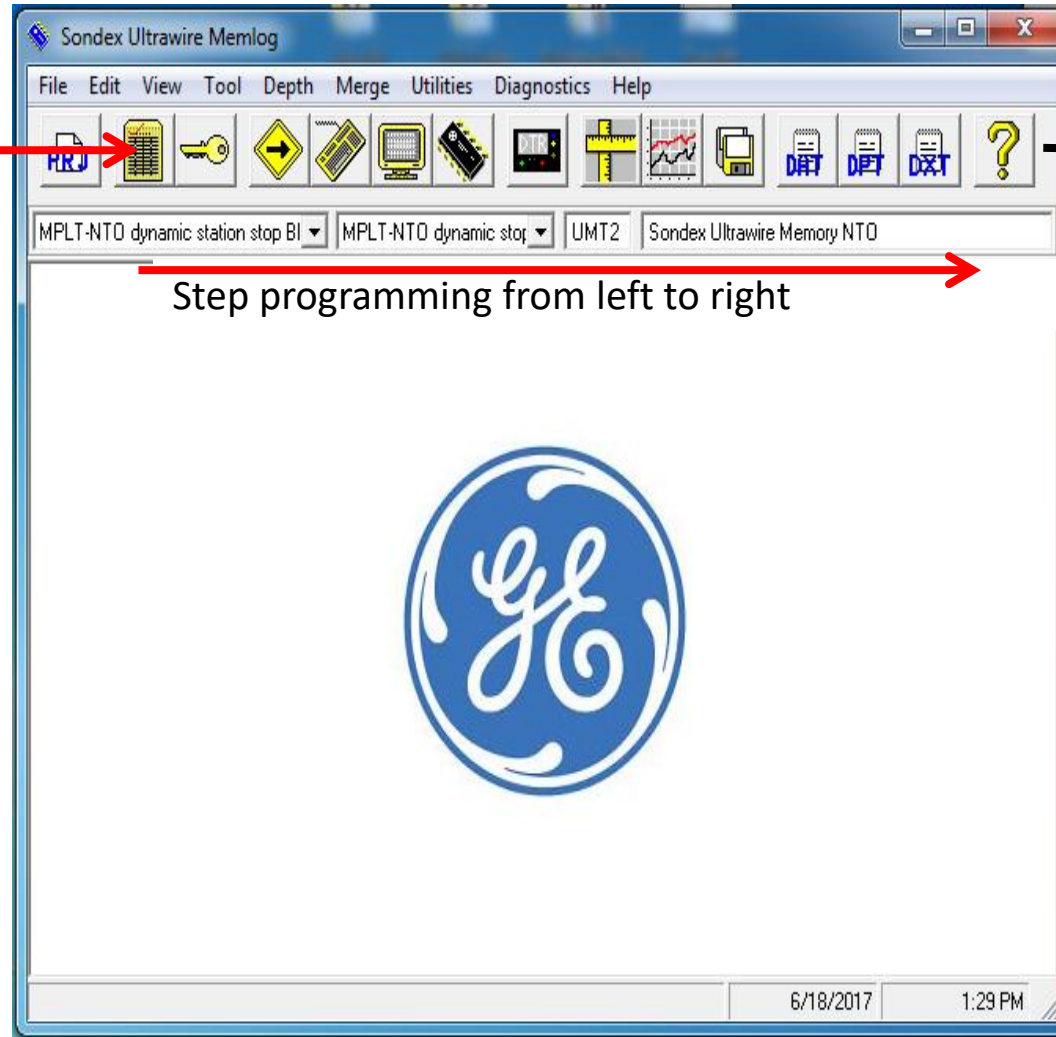 Sondex Ultrawire Memlog
File Edit View Tool Depth Merge Utilities Diagnostics Help
PRJ DTR DAT DPT DXT ?
MPLT-NTO dynamic station stop Bl MPLT-NTO dynamic stop UMT2 Sondex Ultrawire Memory NTO
Step programming from left to right
GE
6/18/2017 1:29 PM